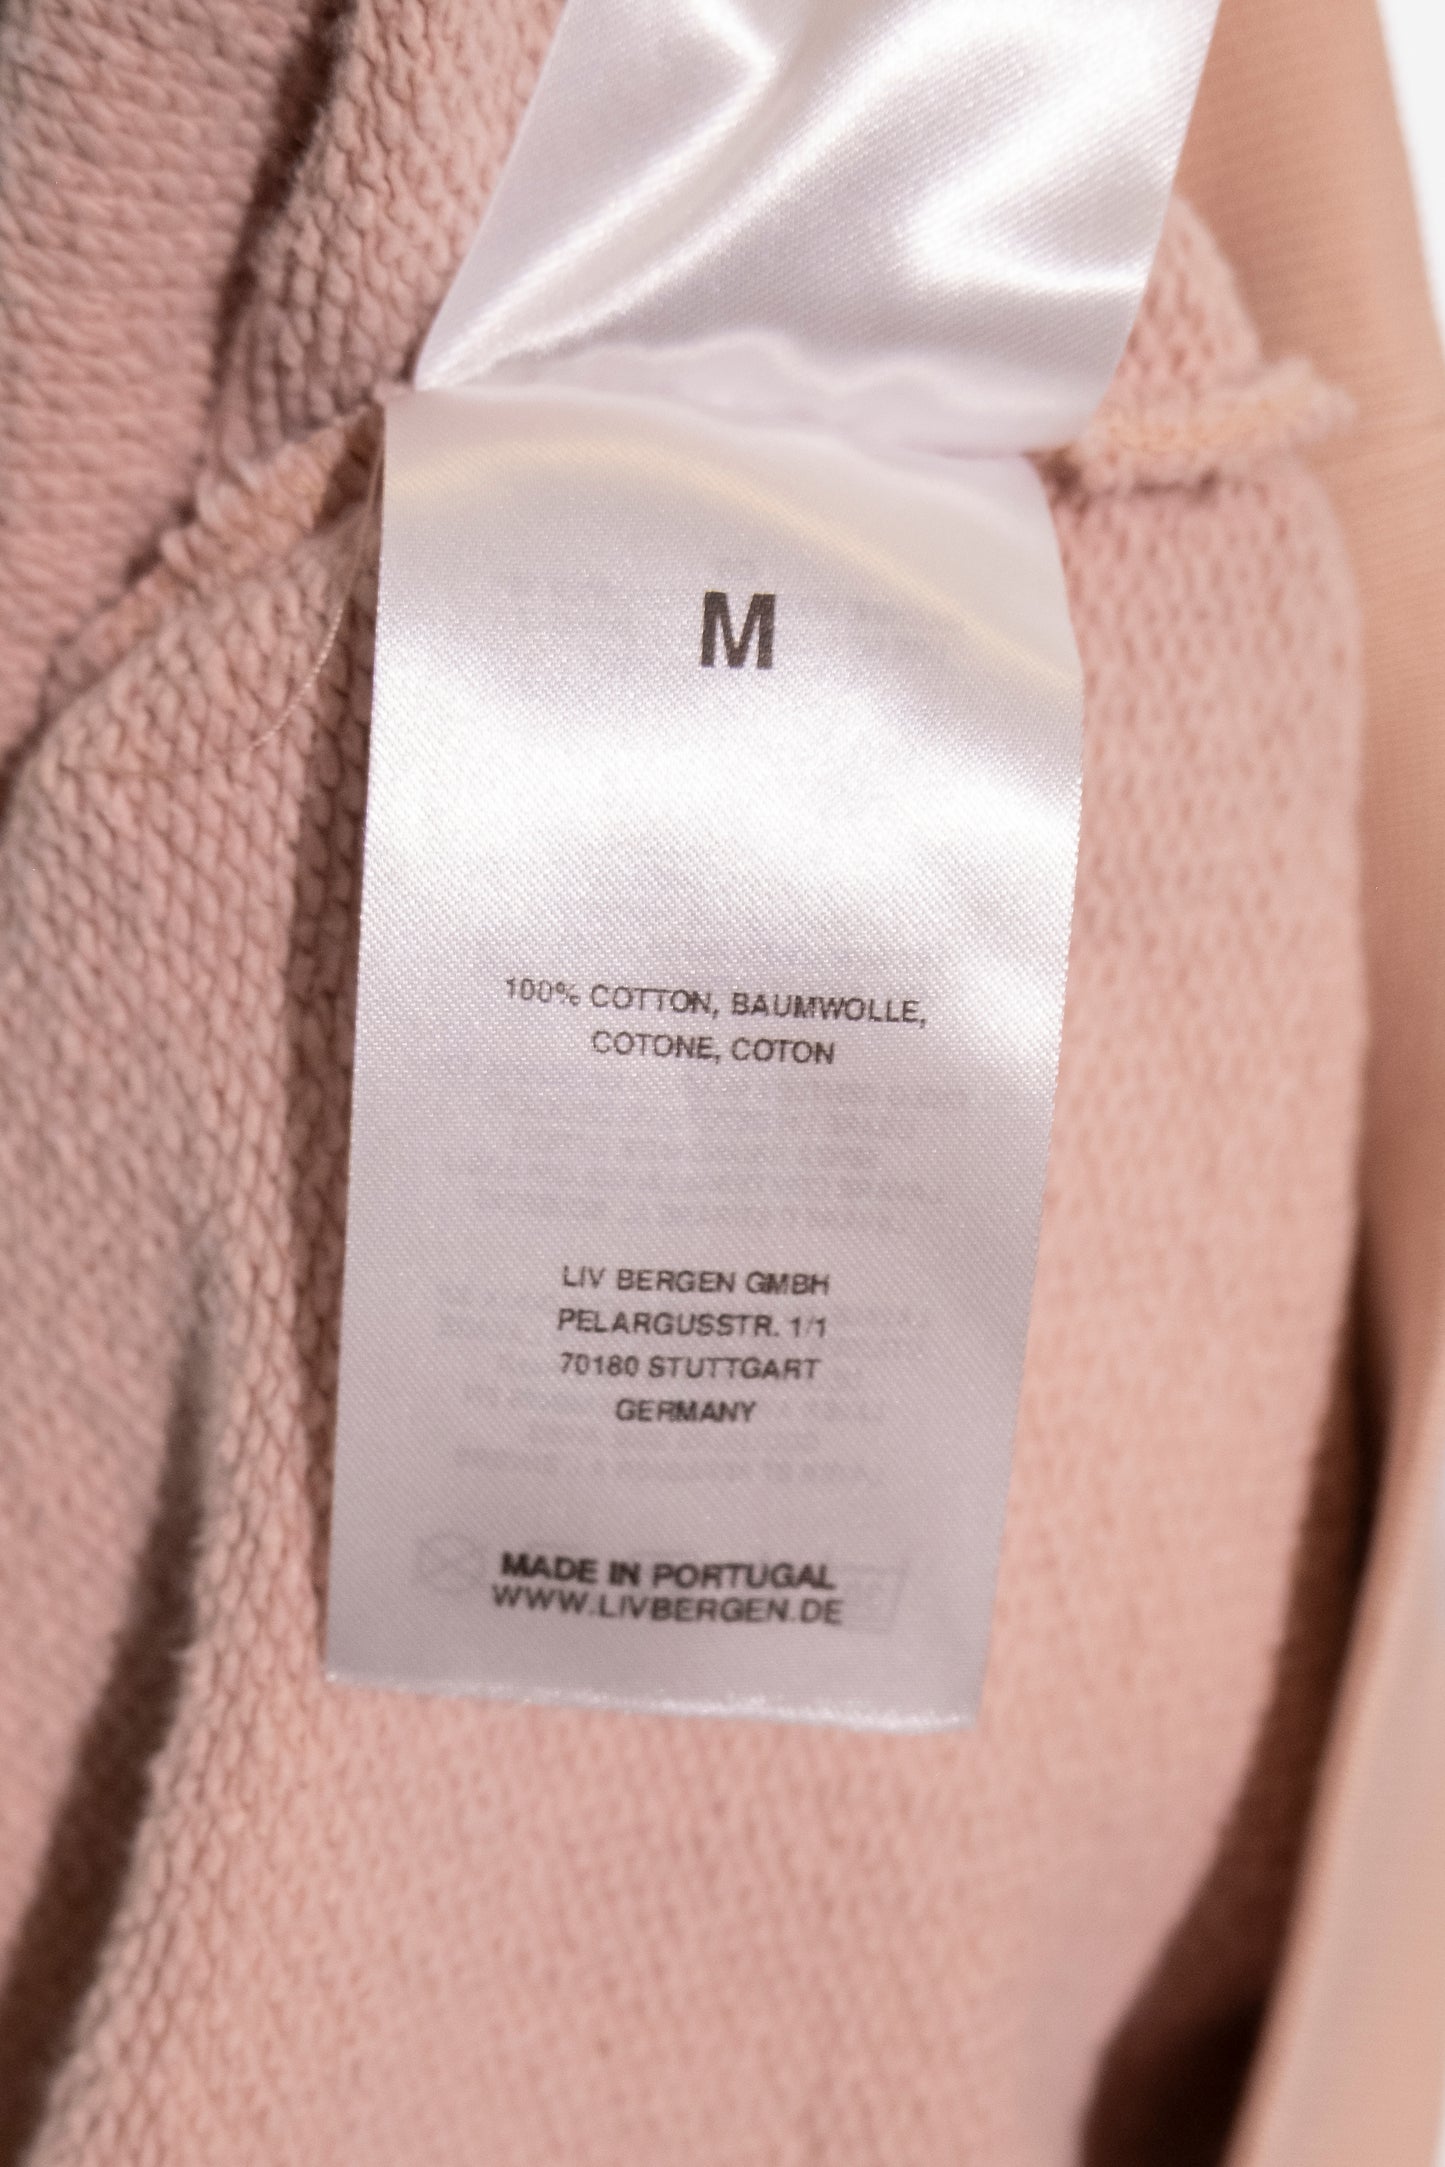 M
100% COTTON, BAUMWOLLE,
COTONE, COTON
LIV BERGEN GMBH
PELARGUSSTR. 1/1
70180 STUTTGART
GERMANY
MADE IN PORTUGAL
WWW.LIVBERGEN.DE